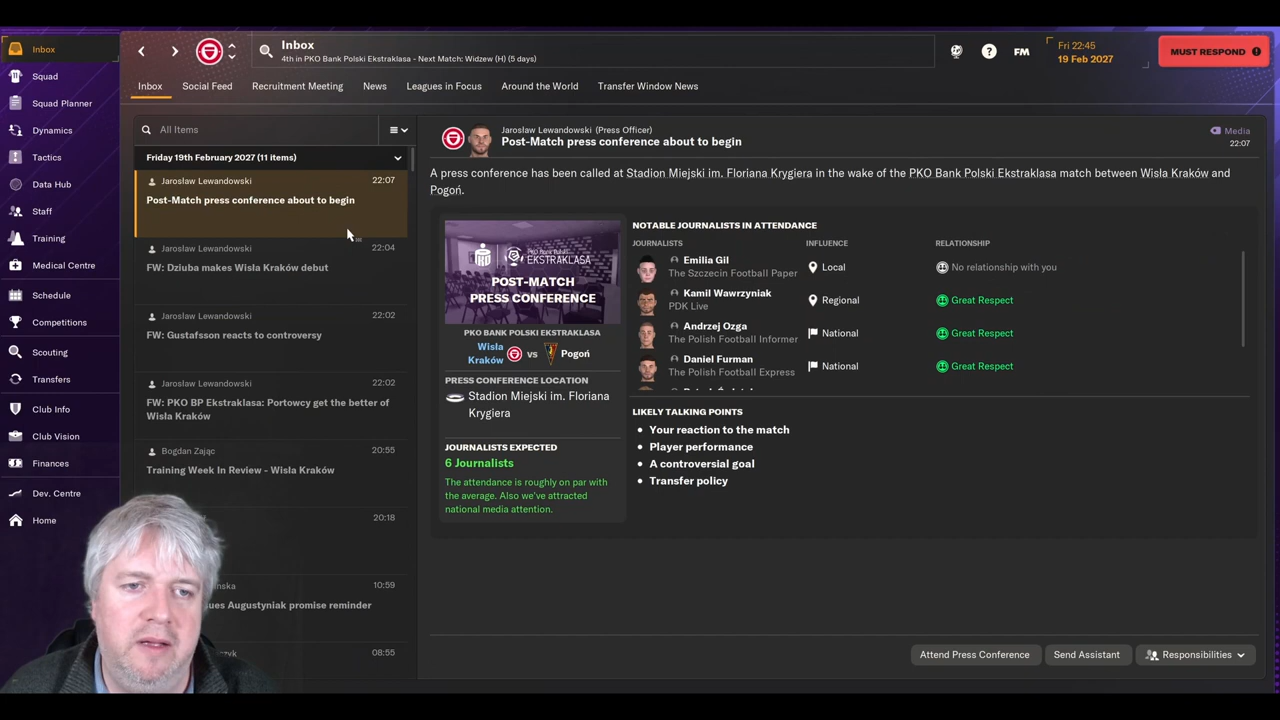 Inbox
Squad
Squad Planner
Dynamics
Tactics
Data Hub
Staff
Training
Medical Centre
Schedule
Competitions
Scouting
Transfers
Club Info
Club Vision
Finances
Dev. Centre
Home
Inbox
4th in PKO Bank Polski Ekstraklasa - Next Match: Widzew (H) (5 days)
FM
Fri 22:45
19 Feb 2027
MUST RESPOND
Inbox
Social Feed
Recruitment Meeting
News
Leagues in Focus
Around the World
Transfer Window News
All Items
Friday 19th February 2027 (11 items)
Jarosław Lewandowski
22:07
Post-Match press conference about to begin
Jarosław Lewandowski
22:04
FW: Dziuba makes Wisła Kraków debut
Jarosław Lewandowski
22:02
FW: Gustafsson reacts to controversy
Jarosław Lewandowski
22:02
FW: PKO BP Ekstraklasa: Portowcy get the better of
Wisła Kraków
Bogdan Zając
20:55
Training Week In Review - Wisła Kraków
20:18
inska
10:59
ues Augustyniak promise reminder
zyk
08:55
Jarosław Lewandowski (Press Officer)
Post-Match press conference about to begin
Media
22:07
A press conference has been called at Stadion Miejski im. Floriana Krygiera in the wake of the PKO Bank Polski Ekstraklasa match between Wisła Kraków and
Pogoń.
EKSTRAKLASA
POST-MATCH
PRESS CONFERENCE
PKO BANK POLSKI EKSTRAKLASA
Wisła
Kraków
vs
Pogoń
PRESS CONFERENCE LOCATION
Stadion Miejski im. Floriana
Krygiera
JOURNALISTS EXPECTED
6 Journalists
The attendance is roughly on par with
the average. Also we've attracted
national media attention.
NOTABLE JOURNALISTS IN ATTENDANCE
JOURNALISTS
INFLUENCE
RELATIONSHIP
Emilia Gil
The Szczecin Football Paper
Local
No relationship with you
Kamil Wawrzyniak
PDK Live
Regional
Great Respect
Andrzej Ozga
The Polish Football Informer
National
Great Respect
Daniel Furman
The Polish Football Express
National
Great Respect
LIKELY TALKING POINTS
• Your reaction to the match
• Player performance
• A controversial goal
• Transfer policy
Attend Press Conference
Send Assistant
Responsibilities